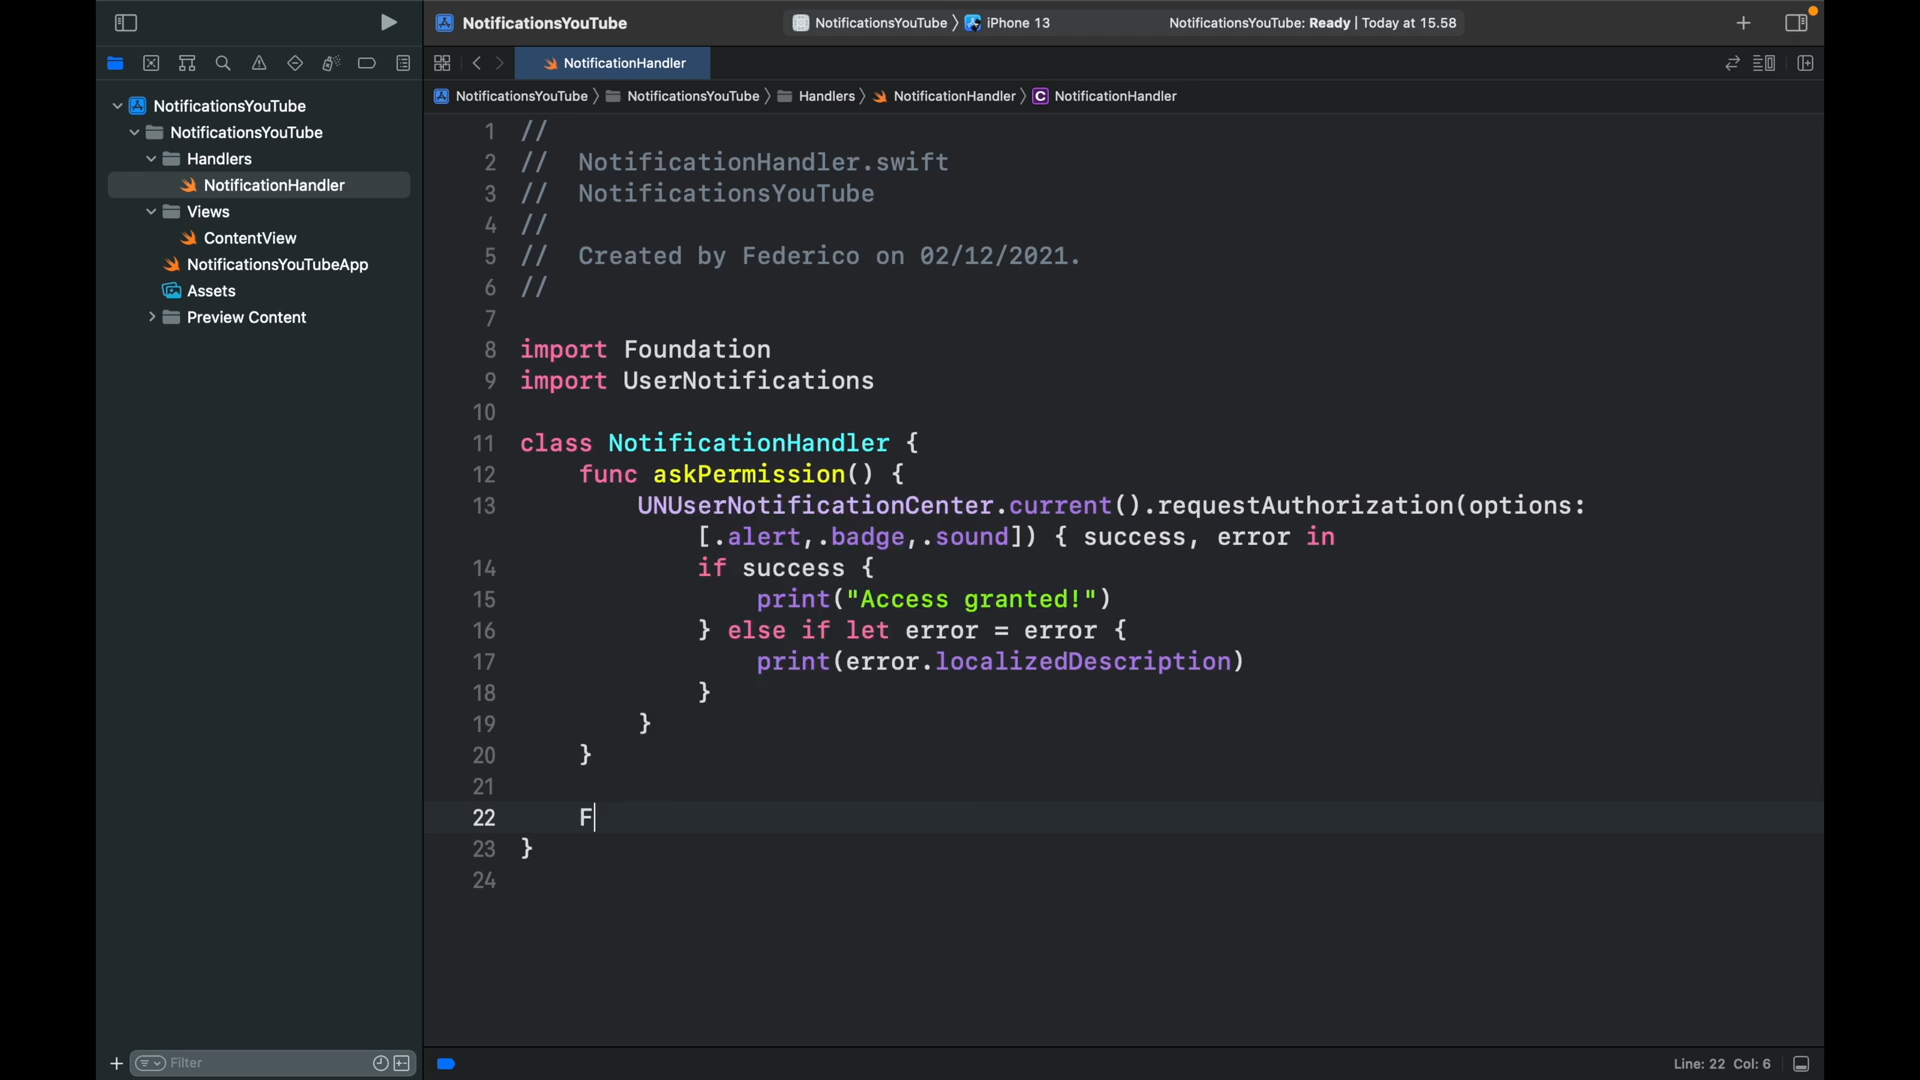 NotificationsYouTube
NotificationsYouTube 〉 iPhone 13
NotificationsYouTube: Ready | Today at 15.58
NotificationHandler
NotificationsYouTube 〉 NotificationsYouTube 〉 Handlers 〉 NotificationHandler 〉 C NotificationHandler
NotificationsYouTube
NotificationsYouTube
Handlers
NotificationHandler
Views
ContentView
NotificationsYouTubeApp
Assets
Preview Content
1 //
2 //  NotificationHandler.swift
3 //  NotificationsYouTube
4 //
5 //  Created by Federico on 02/12/2021.
6 //
7
8 import Foundation
9 import UserNotifications
10
11 class NotificationHandler {
12     func askPermission() {
13         UNUserNotificationCenter.current().requestAuthorization(options:
[.alert,.badge,.sound]) { success, error in
14             if success {
15                 print("Access granted!")
16             } else if let error = error {
17                 print(error.localizedDescription)
18             }
19         }
20     }
21
22     F
23 }
24
Filter
Line: 22 Col: 6